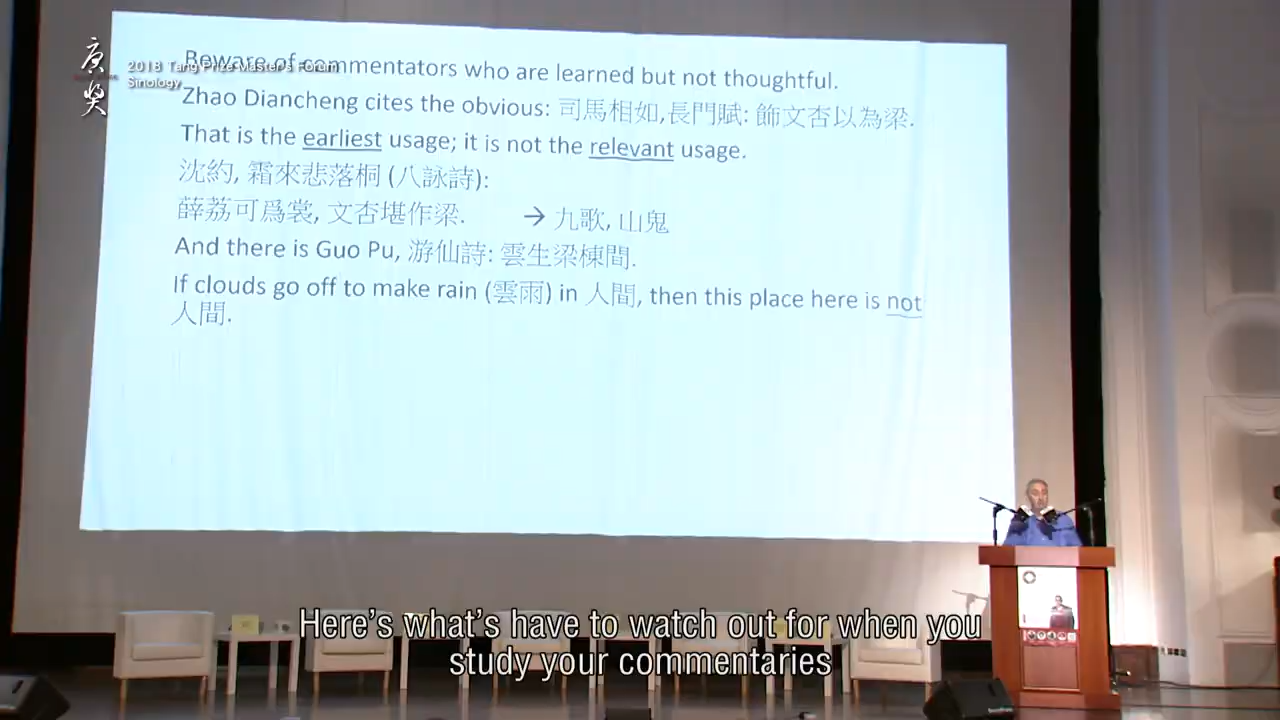 唐獎
2018 Tang Prize Master's Forum
Sinology
Beware of commentators who are learned but not thoughtful.
Zhao Diancheng cites the obvious: 司馬相如,長門賦: 飾文杏以為梁.
That is the earliest usage; it is not the relevant usage.
沈約, 霜來悲落桐 (八詠詩):
薜荔可爲裳, 文杏堪作梁. → 九歌, 山鬼
And there is Guo Pu, 游仙詩: 雲生梁棟間.
If clouds go off to make rain (雲雨) in 人間, then this place here is not
人間.
Here's what's have to watch out for when you
study your commentaries